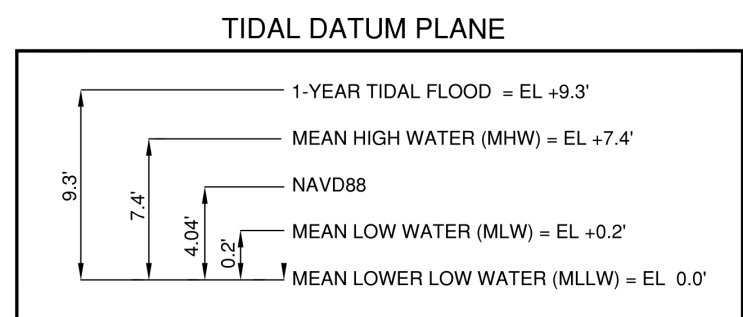 TIDAL DATUM PLANE
1-YEAR TIDAL FLOOD = EL +9.3'
MEAN HIGH WATER (MHW) = EL +7.4'
NAVD88
MEAN LOW WATER (MLW) = EL +0.2'
MEAN LOWER LOW WATER (MLLW) = EL 0.0'
9.3'
7.4'
4.04'
0.2'